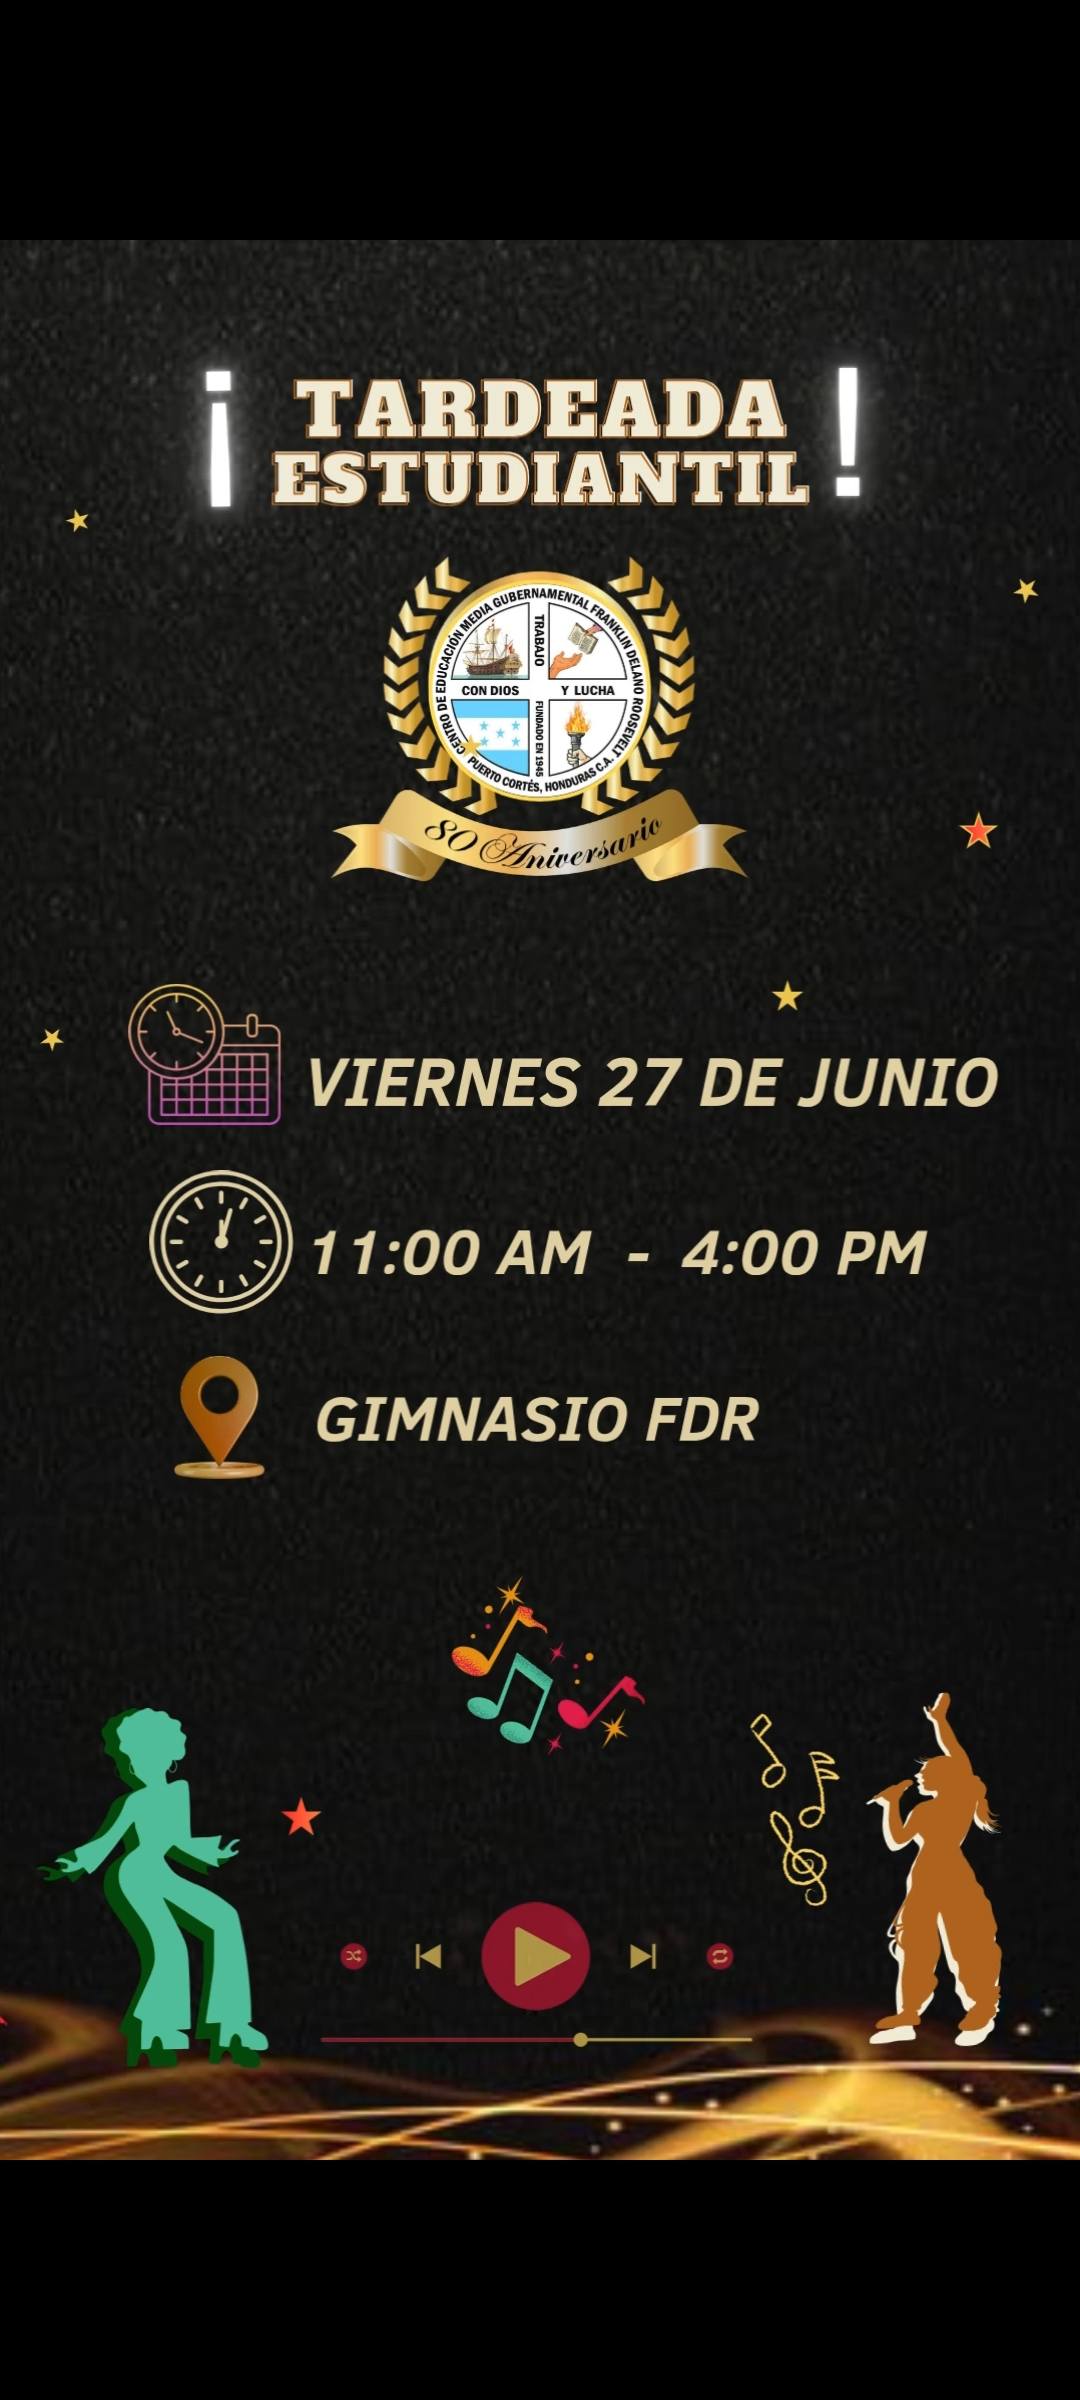 ¡TARDEADA
ESTUDIANTIL!
CENTRO DE EDUCACIÓN MEDIA GUBERNAMENTAL FRANKLIN DELANO ROOSEVELT
TRABAJO
CON DIOS Y LUCHA
FUNDADO EN 1945
PUERTO CORTÉS, HONDURAS C.A.
80 Aniversario
VIERNES 27 DE JUNIO
11:00 AM - 4:00 PM
GIMNASIO FDR